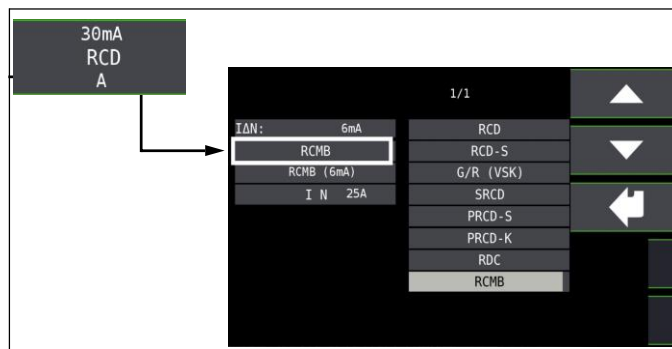 30mA
RCD
A
1/1
IΔN: 6mA
RCMB
RCMB (6mA)
I N 25A
RCD
RCD-S
G/R (VSK)
SRCD
PRCD-S
PRCD-K
RDC
RCMB